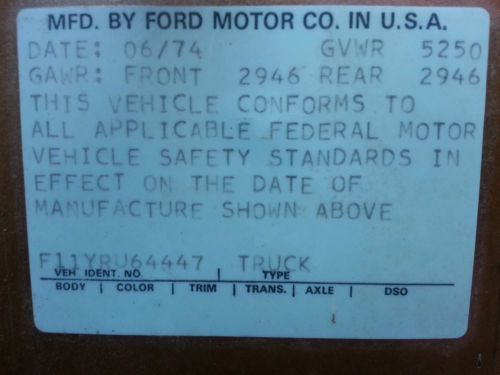 MFD. BY FORD MOTOR CO. IN U.S.A.
DATE: 06/74 GVWR 5250
GAWR: FRONT 2946 REAR 2946
THIS VEHICLE CONFORMS TO
ALL APPLICABLE FEDERAL MOTOR
VEHICLE SAFETY STANDARDS IN
EFFECT ON THE DATE OF
MANUFACTURE SHOWN ABOVE
F11YRU64447 TRUCK
VEH. IDENT. NO. TYPE
BODY | COLOR | TRIM | TRANS. | AXLE | DSO